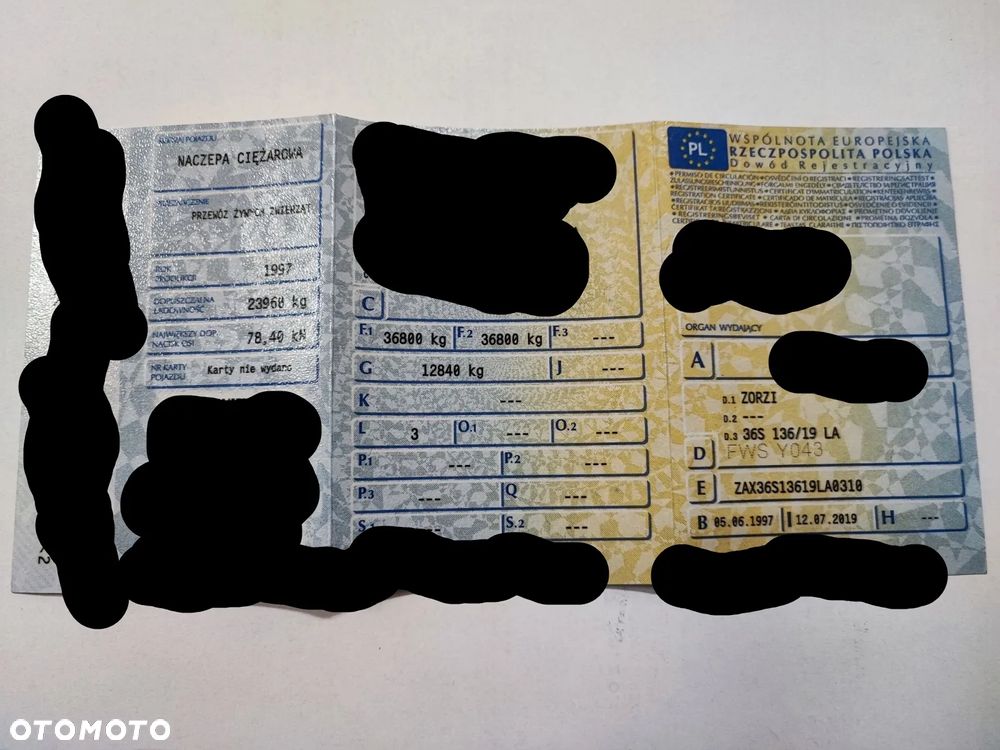 RODZAJ POJAZDU
NACZEPA CIĘŻAROWA
PRZEZNACZENIE
PRZEWÓZ ŻYWYCH ZWIERZĄT
ROK PRODUKCJI
1997
DOPUSZCZALNA ŁADOWNOŚĆ
23960 kg
NAJWIĘKSZY DOP. NACISK OSI
78,40 kN
NR KARTY POJAZDU
Karty nie wydano
C
F.1 36800 kg F.2 36800 kg F.3 ---
G 12840 kg J ---
K ---
L 3 O.1 --- O.2 ---
P.1 --- P.2 ---
P.3 --- Q ---
S.1 S.2 ---
PL
WSPÓLNOTA EUROPEJSKA
RZECZPOSPOLITA POLSKA
Dowód Rejestracyjny
ORGAN WYDAJĄCY
A
D.1 ZORZI
D.2 ---
D.3 36S 136/19 LA
D FWS Y043
E ZAX36S13619LA0310
B 05.06.1997 I 12.07.2019 H ---
OTOMOTO